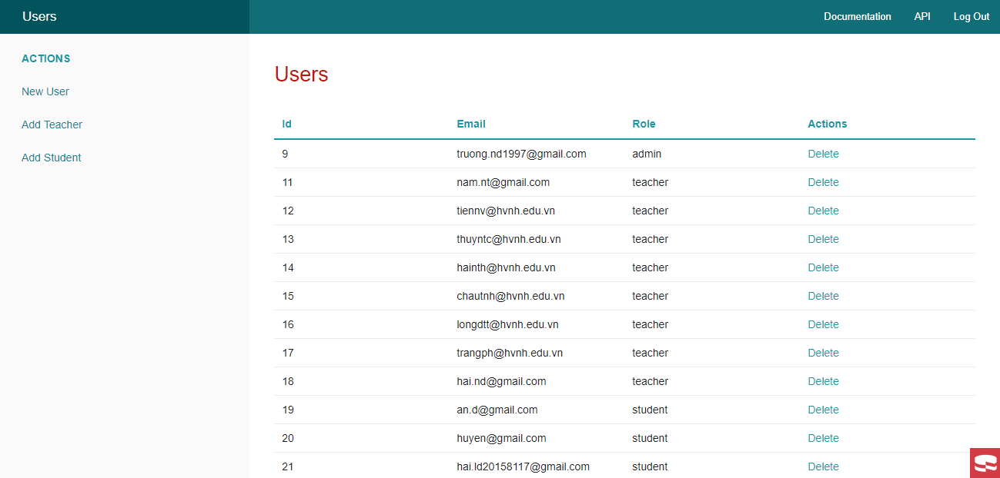 Users Documentation API Log Out
ACTIONS
New User
Add Teacher
Add Student
Users
Id Email Role Actions
9 truong.nd1997@gmail.com admin Delete
11 nam.nt@gmail.com teacher Delete
12 tiennv@hvnh.edu.vn teacher Delete
13 thuyntc@hvnh.edu.vn teacher Delete
14 hainth@hvnh.edu.vn teacher Delete
15 chautnh@hvnh.edu.vn teacher Delete
16 longdtt@hvnh.edu.vn teacher Delete
17 trangph@hvnh.edu.vn teacher Delete
18 hai.nd@gmail.com teacher Delete
19 an.d@gmail.com student Delete
20 huyen@gmail.com student Delete
21 hai.ld20158117@gmail.com student Delete